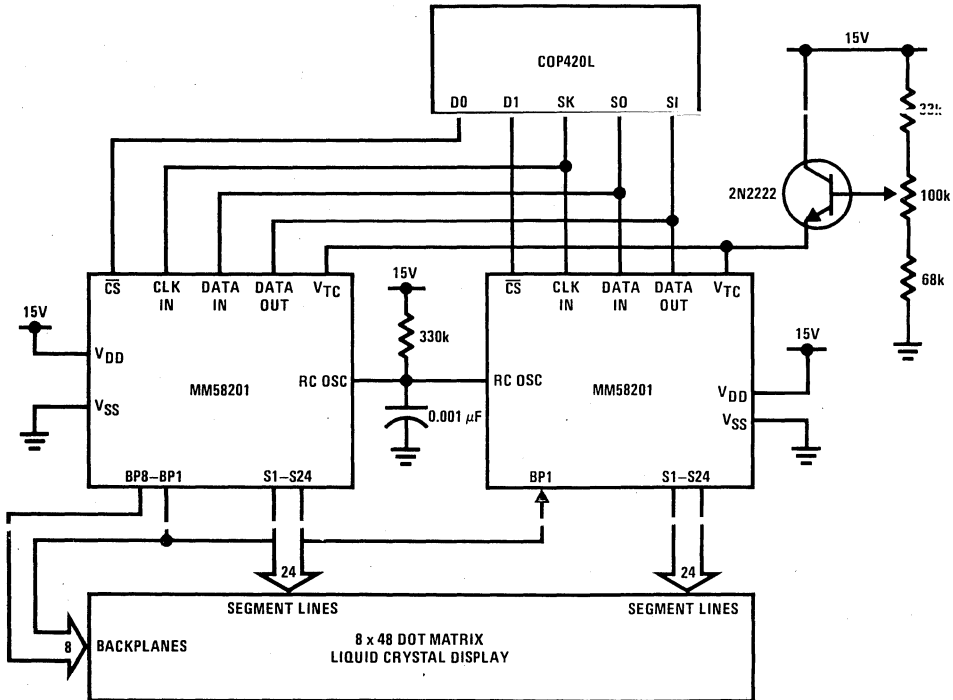 COP420L
D0 D1 SK SO SI
15V
100k
68k
2N2222
CS CLK IN DATA IN DATA OUT VTC
15V
VDD
VSS
MM58201
RC OSC
BP8–BP1
S1–S24
15V
330k
0.001 µF
CS CLK IN DATA IN DATA OUT VTC
RC OSC
MM58201
15V
VDD
VSS
BP1
S1–S24
24
24
SEGMENT LINES
SEGMENT LINES
8
BACKPLANES
8 x 48 DOT MATRIX
LIQUID CRYSTAL DISPLAY